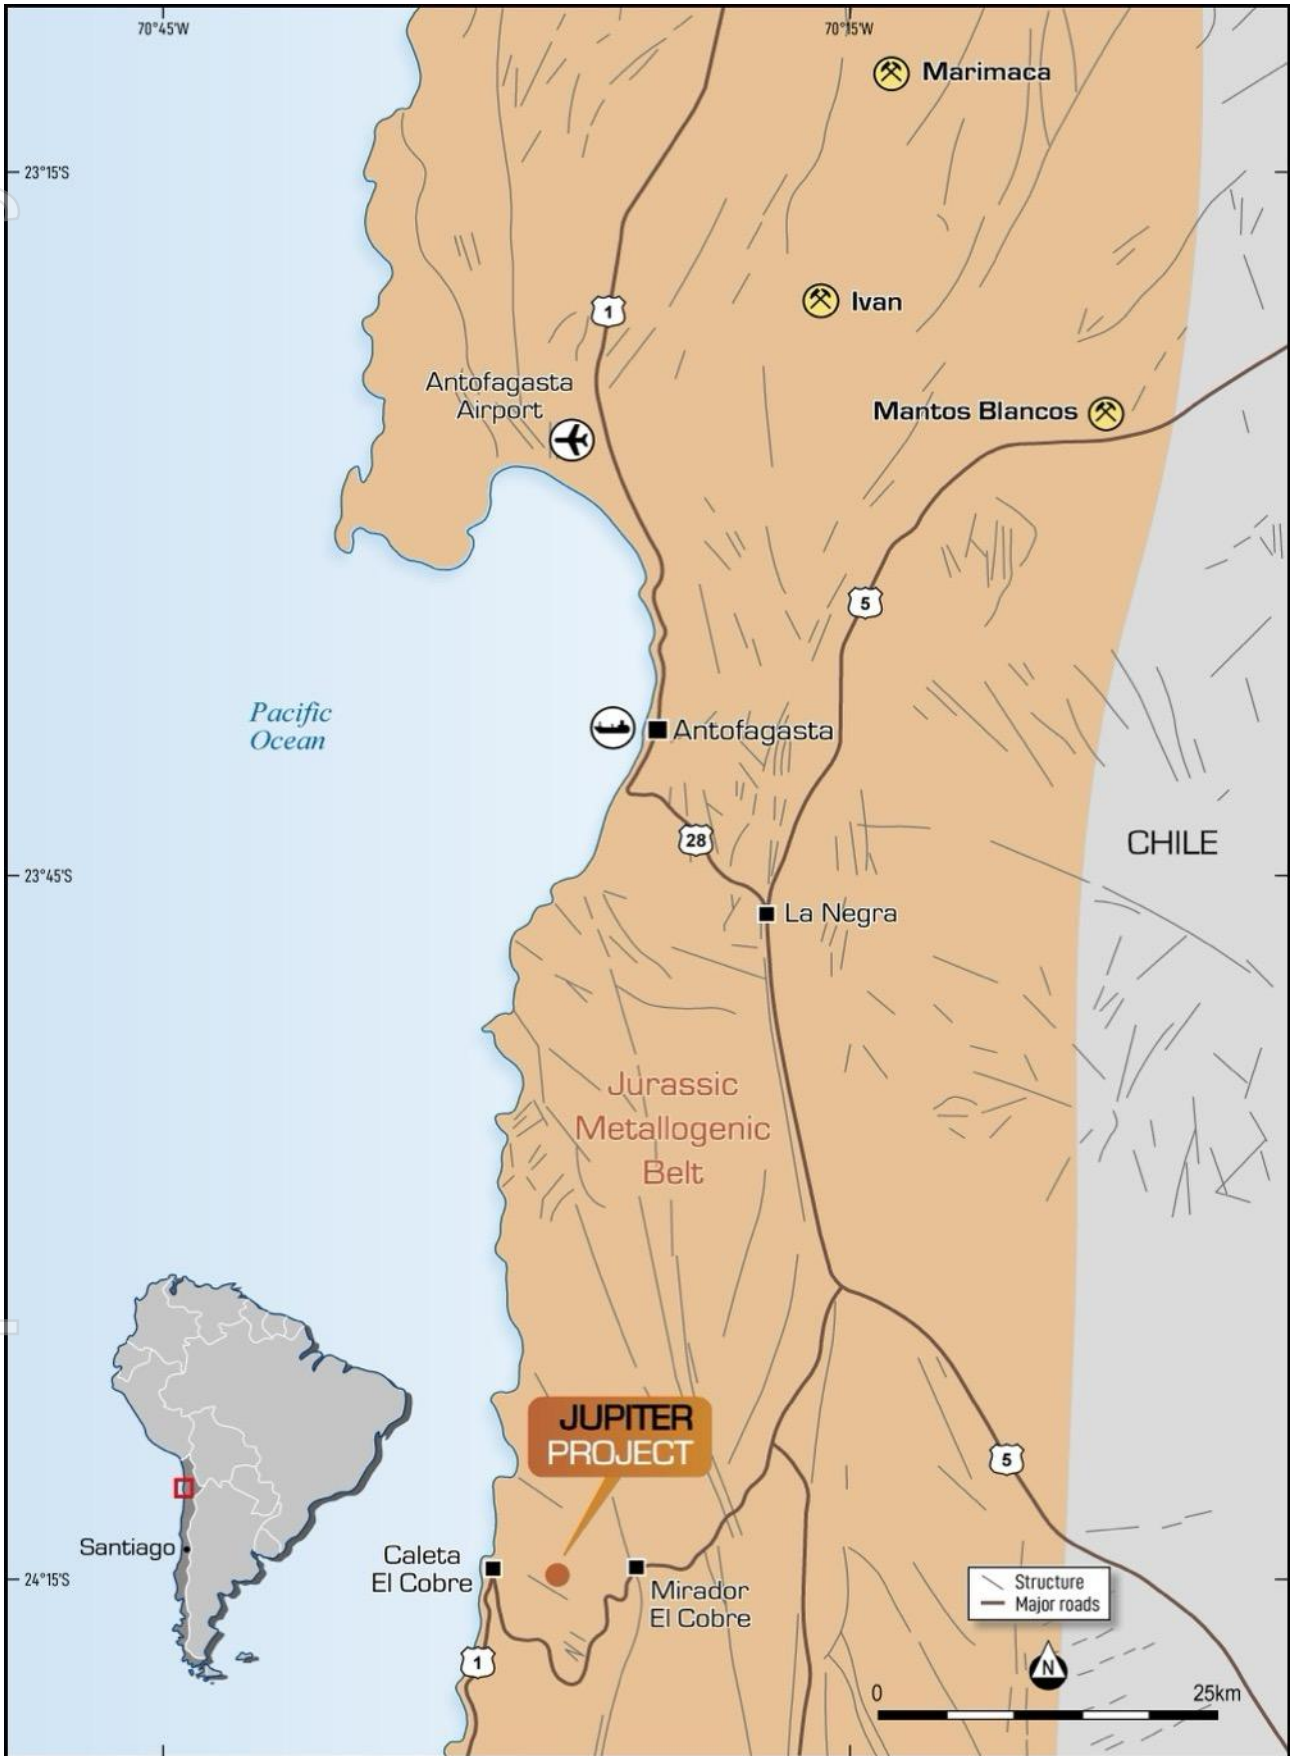 70°45'W
70°15'W
Marimaca
23°15'S
Ivan
1
Antofagasta
Airport
Mantos Blancos
5
Pacific
Ocean
Antofagasta
28
CHILE
23°45'S
La Negra
Jurassic
Metallogenic
Belt
JUPITER
PROJECT
5
Santiago
Caleta
El Cobre
24°15'S
Mirador
El Cobre
Structure
Major roads
1
N
0
25km